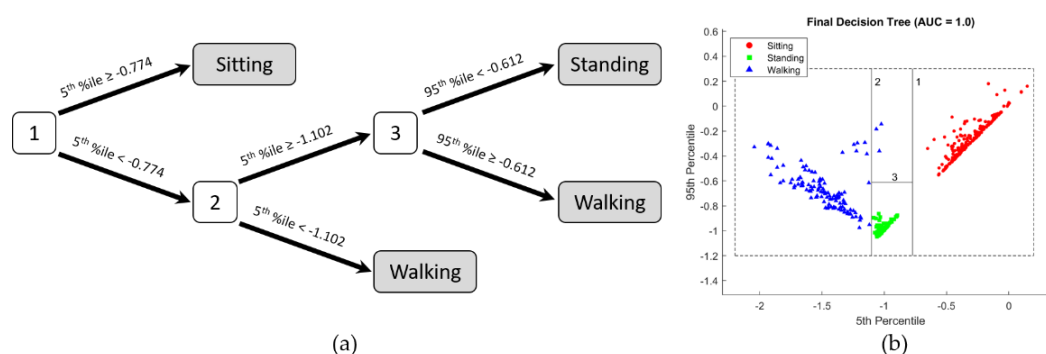 5th %ile ≥ -0.774
Sitting
1
5th %ile < -0.774
2
5th %ile ≥ -1.102
5th %ile < -1.102
Walking
3
95th %ile < -0.612
Standing
95th %ile ≥ -0.612
Walking
(a)
Final Decision Tree (AUC = 1.0)
Sitting
Standing
Walking
2
1
3
0.6
0.4
0.2
0
-0.2
-0.4
-0.6
-0.8
-1
-1.2
-1.4
95th Percentile
-2
-1.5
-1
-0.5
0
5th Percentile
(b)